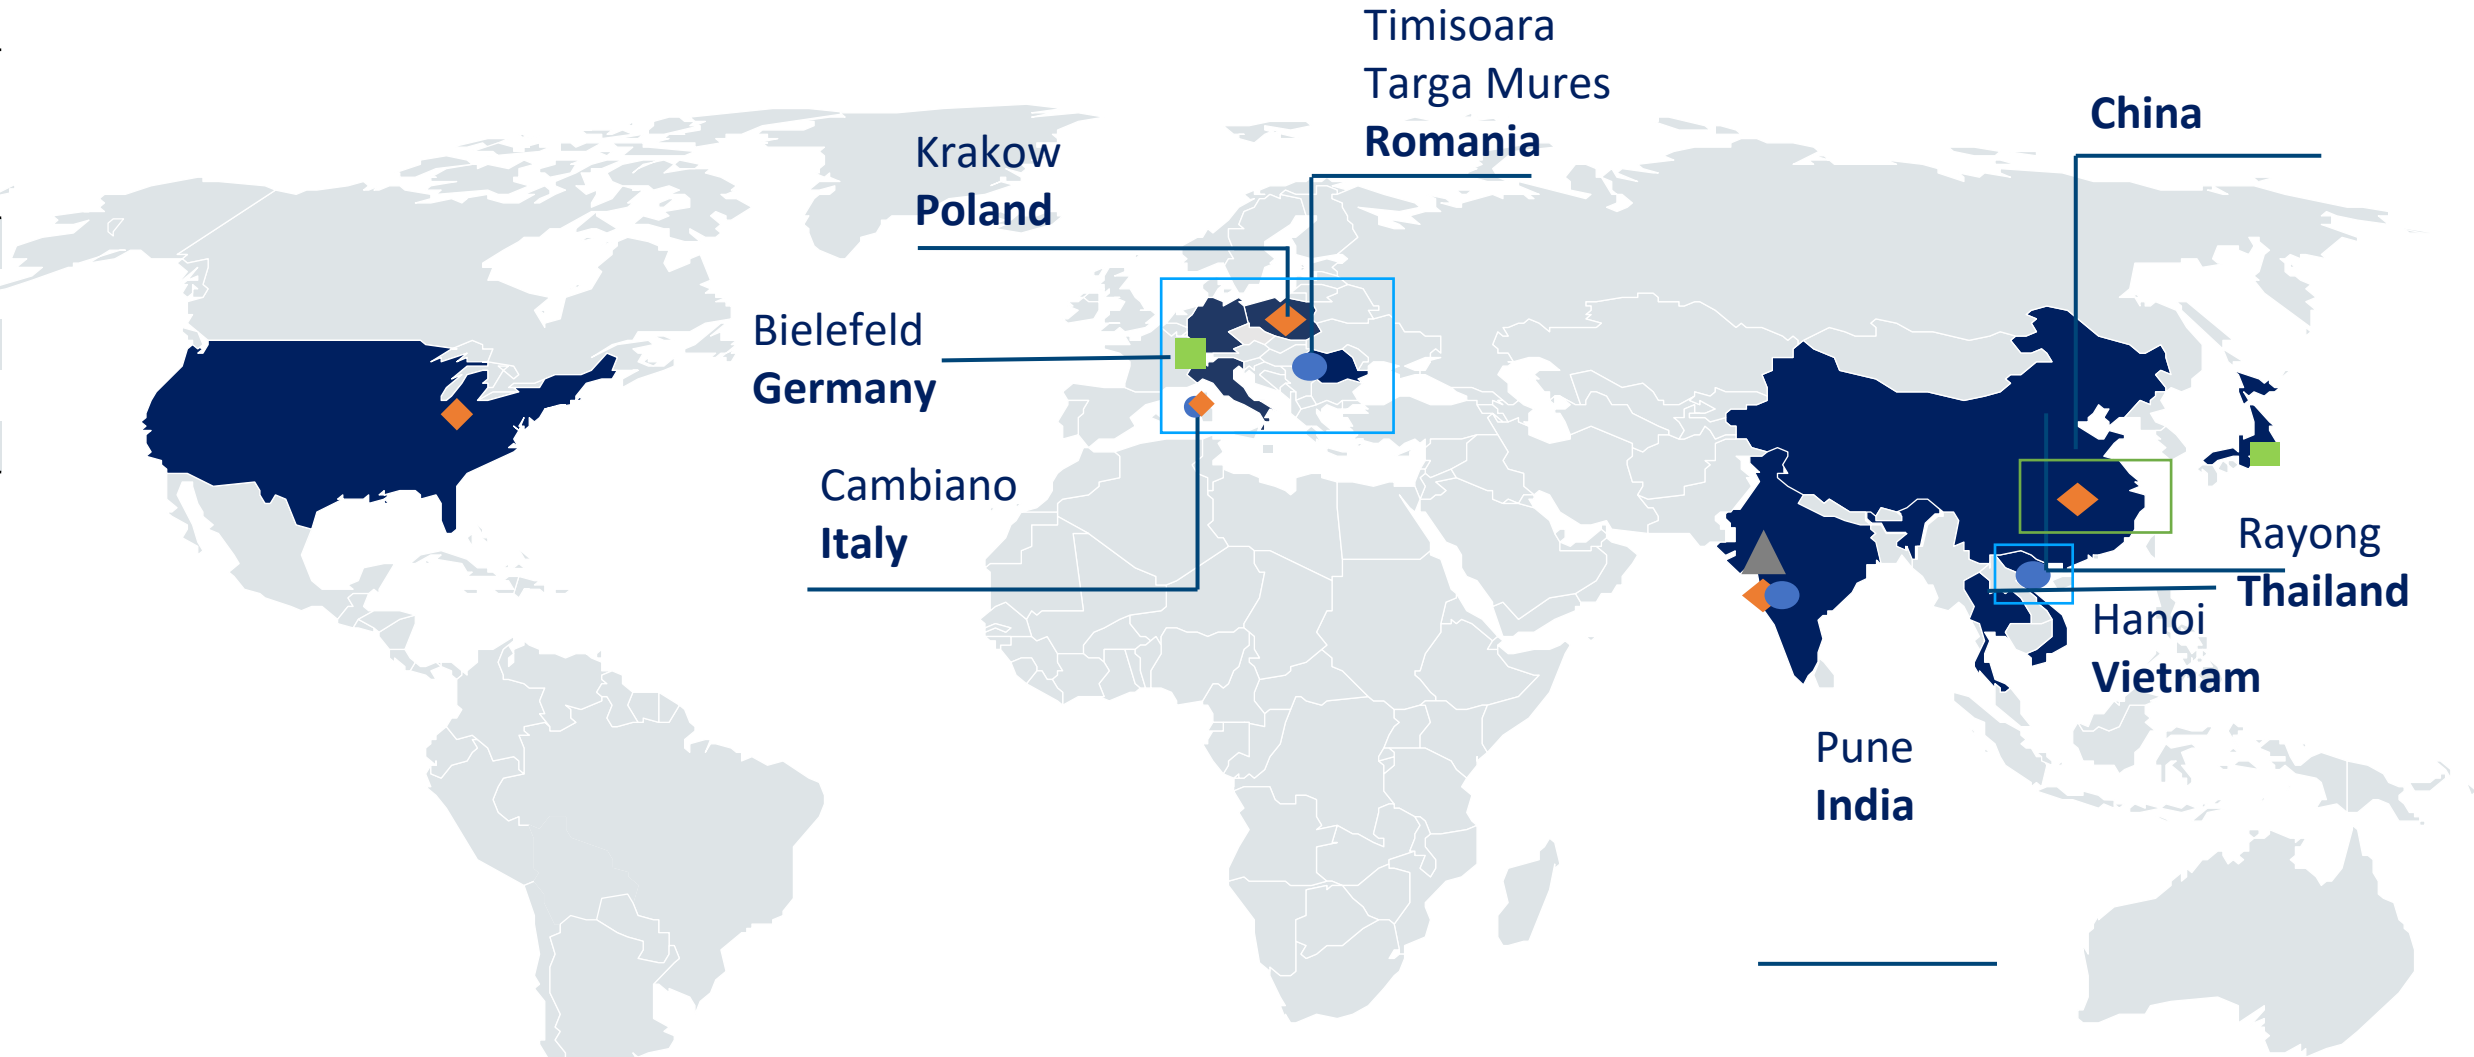 Timisoara
Targa Mures
Romania
China
Krakow
Poland
Bielefeld
Germany
Cambiano
Italy
Rayong
Thailand
Hanoi
Vietnam
Pune
India